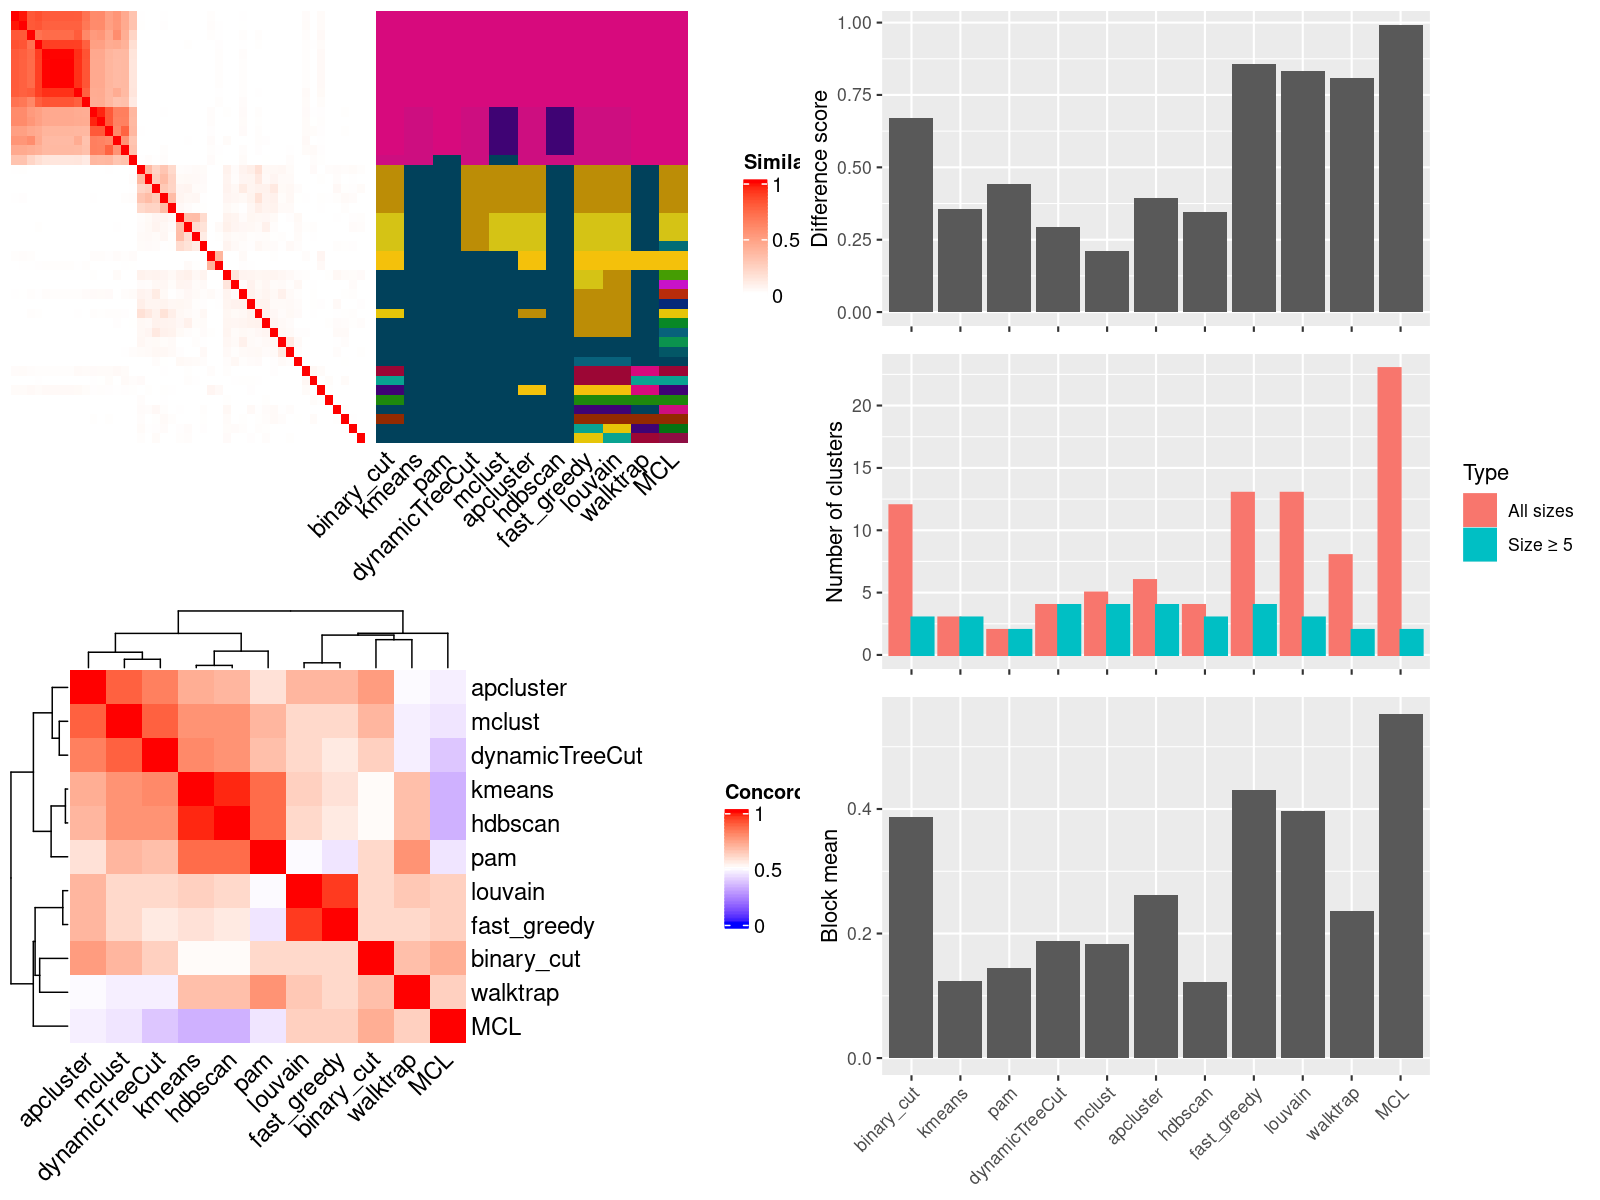 Simila
1
0.5
0
binary_cut
kmeans
pam
dynamicTreeCut
mclust
apcluster
hdbscan
fast_greedy
louvain
walktrap
MCL
apcluster
mclust
dynamicTreeCut
kmeans
hdbscan
pam
louvain
fast_greedy
binary_cut
walktrap
MCL
Concord
1
0.5
0
apcluster
mclust
dynamicTreeCut
kmeans
hdbscan
pam
louvain
fast_greedy
binary_cut
walktrap
MCL
Difference score
1.00
0.75
0.50
0.25
0.00
Number of clusters
20
15
10
5
0
Type
All sizes
Size ≥ 5
Block mean
0.4
0.2
0.0
binary_cut
kmeans
pam
dynamicTreeCut
mclust
apcluster
hdbscan
fast_greedy
louvain
walktrap
MCL